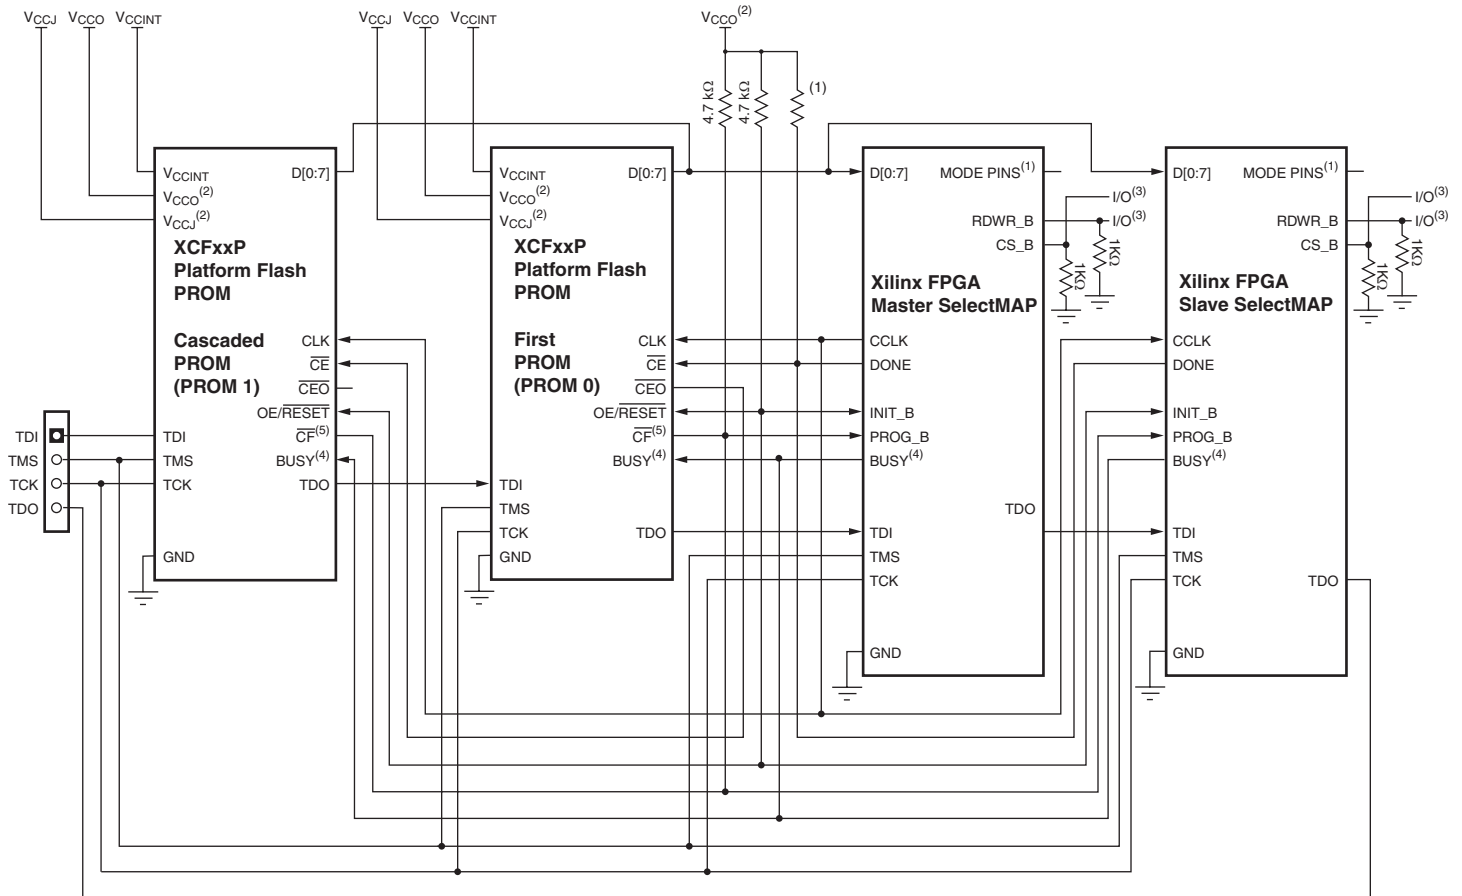 VCCJ VCCO VCCINT
VCCJ VCCO VCCINT
VCCO(2)
4.7 kΩ
4.7 kΩ
(1)
VCCINT
VCCO(2)
VCCJ(2)
D[0:7]
XCFxxP
Platform Flash
PROM
Cascaded
PROM
(PROM 1)
CLK
CE
CEO
OE/RESET
CF(5)
BUSY(4)
TDO
TDI
TMS
TCK
GND
TDI
TMS
TCK
TDO
VCCINT
VCCO(2)
VCCJ(2)
D[0:7]
XCFxxP
Platform Flash
PROM
First
PROM
(PROM 0)
CLK
CE
CEO
OE/RESET
CF(5)
BUSY(4)
TDI
TMS
TCK
TDO
GND
D[0:7]
MODE PINS(1)
RDWR_B
CS_B
I/O(3)
I/O(3)
1KΩ
1KΩ
Xilinx FPGA
Master SelectMAP
CCLK
DONE
INIT_B
PROG_B
BUSY(4)
TDO
TDI
TMS
TCK
GND
D[0:7]
MODE PINS(1)
RDWR_B
CS_B
I/O(3)
I/O(3)
1KΩ
1KΩ
Xilinx FPGA
Slave SelectMAP
CCLK
DONE
INIT_B
PROG_B
BUSY(4)
TDI
TMS
TCK
TDO
GND